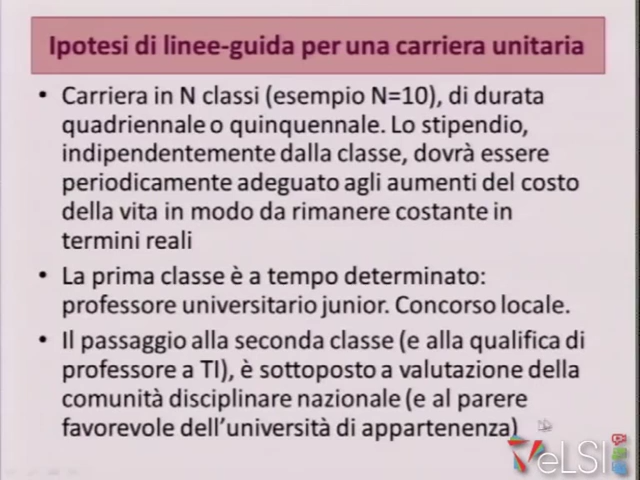 Ipotesi di linee-guida per una carriera unitaria
• Carriera in N classi (esempio N=10), di durata
quadriennale o quinquennale. Lo stipendio,
indipendentemente dalla classe, dovrà essere
periodicamente adeguato agli aumenti del costo
della vita in modo da rimanere costante in
termini reali
• La prima classe è a tempo determinato:
professore universitario junior. Concorso locale.
• Il passaggio alla seconda classe (e alla qualifica di
professore a TI), è sottoposto a valutazione della
comunità disciplinare nazionale (e al parere
favorevole dell'università di appartenenza)
VeLSI